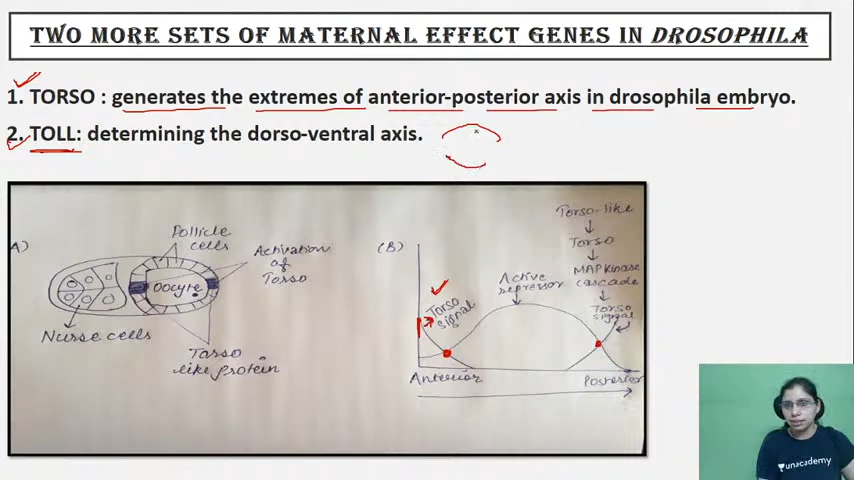 TWO MORE SETS OF MATERNAL EFFECT GENES IN DROSOPHILA
1. TORSO : generates the extremes of anterior-posterior axis in drosophila embryo.
2. TOLL: determining the dorso-ventral axis.
A)
Follicle
cells
Activation
of
Torso
Oocyte
Nurse cells
Torso
like protein
(B)
Torso
signal
Active
repressor
Torso-like
Torso
MAP kinase
cascade
Torso
signal
Anterior
Posterior
unacademy